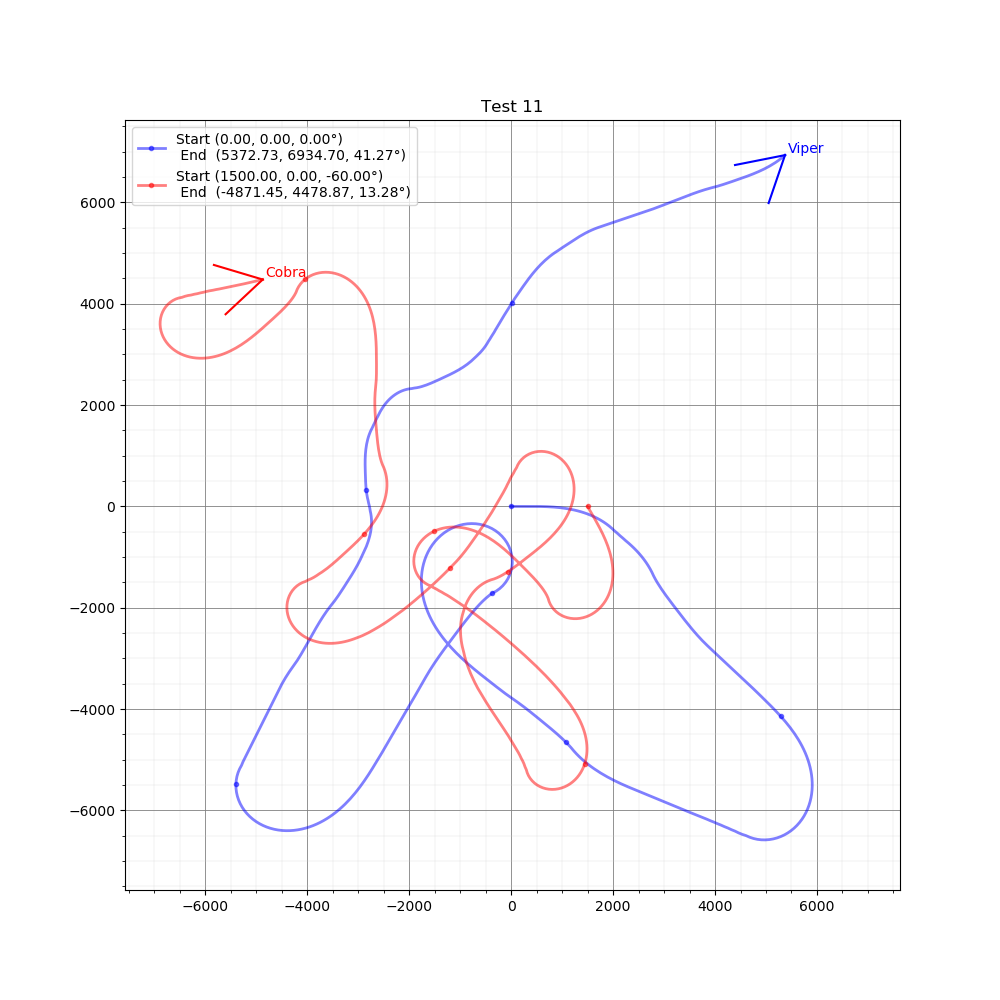 Test 11
Start (0.00, 0.00, 0.00°)
End (5372.73, 6934.70, 41.27°)
Start (1500.00, 0.00, -60.00°)
End (-4871.45, 4478.87, 13.28°)
Viper
Cobra
6000
4000
2000
0
−2000
−4000
−6000
−6000 −4000 −2000 0 2000 4000 6000